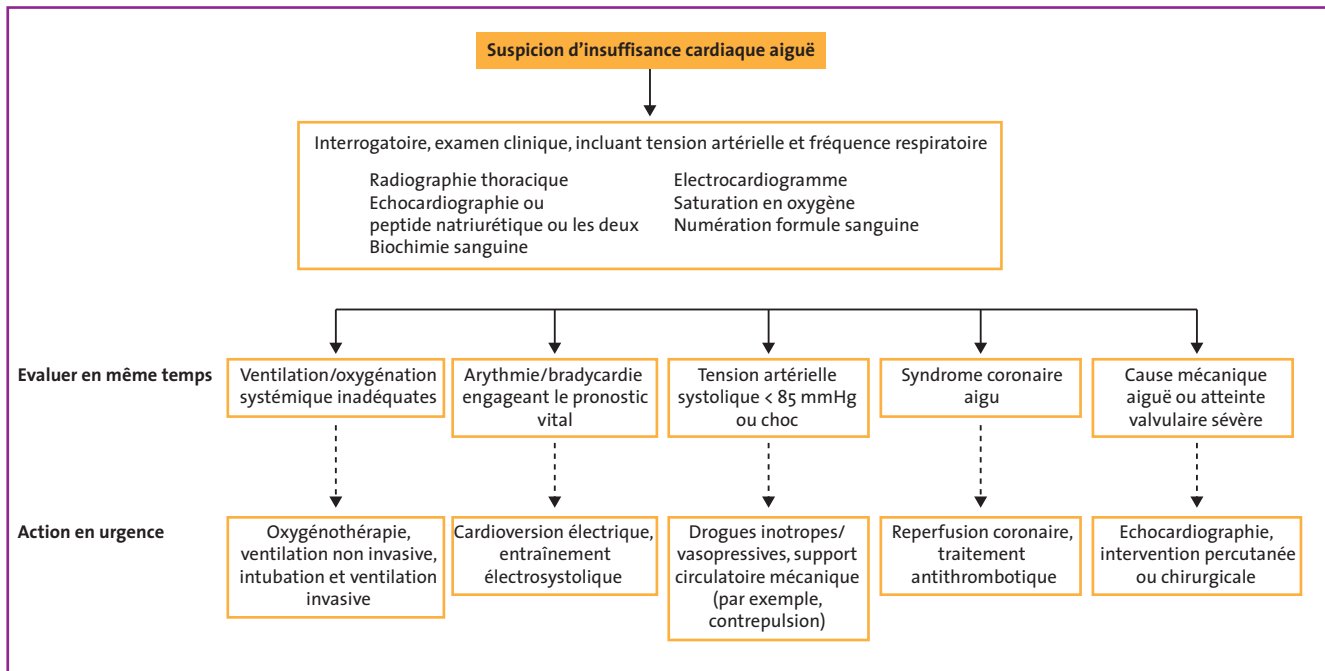 Suspicion d'insuffisance cardiaque aiguë
Interrogatoire, examen clinique, incluant tension artérielle et fréquence respiratoire
Radiographie thoracique
Echocardiographie ou
peptide natriurétique ou les deux
Biochimie sanguine
Electrocardiogramme
Saturation en oxygène
Numération formule sanguine
Evaluer en même temps
Ventilation/oxygénation
systémique inadéquates
Arythmie/bradycardie
engageant le pronostic
vital
Tension artérielle
systolique < 85 mmHg
ou choc
Syndrome coronaire
aigu
Cause mécanique
aiguë ou atteinte
valvulaire sévère
Action en urgence
Oxygénothérapie,
ventilation non invasive,
intubation et ventilation
invasive
Cardioversion électrique,
entraînement
électrosystolique
Drogues inotropes/
vasopressives, support
circulatoire mécanique
(par exemple,
contrepulsion)
Reperfusion coronaire,
traitement
antithrombotique
Echocardiographie,
intervention percutanée
ou chirurgicale